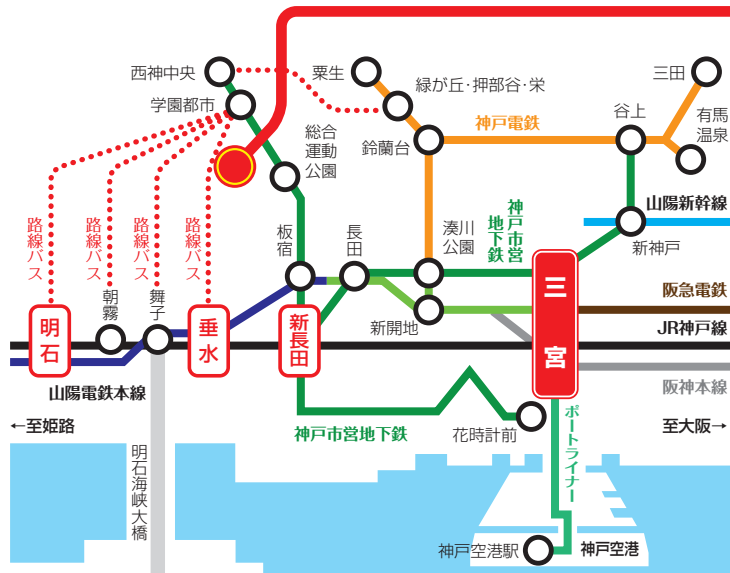 西神中央
粟生
緑が丘・押部谷・栄
三田
学園都市
総合
運動
公園
鈴蘭台
神戸電鉄
谷上
有馬
温泉
山陽新幹線
新神戸
神戸市営
地下鉄
湊川
公園
長田
板宿
路線バス
路線バス
路線バス
路線バス
朝霧
舞子
明石
垂水
新長田
新開地
三宮
阪急電鉄
JR神戸線
阪神本線
山陽電鉄本線
←至姫路
神戸市営地下鉄
花時計前
ポートライナー
至大阪→
明石海峡大橋
神戸空港駅
神戸空港